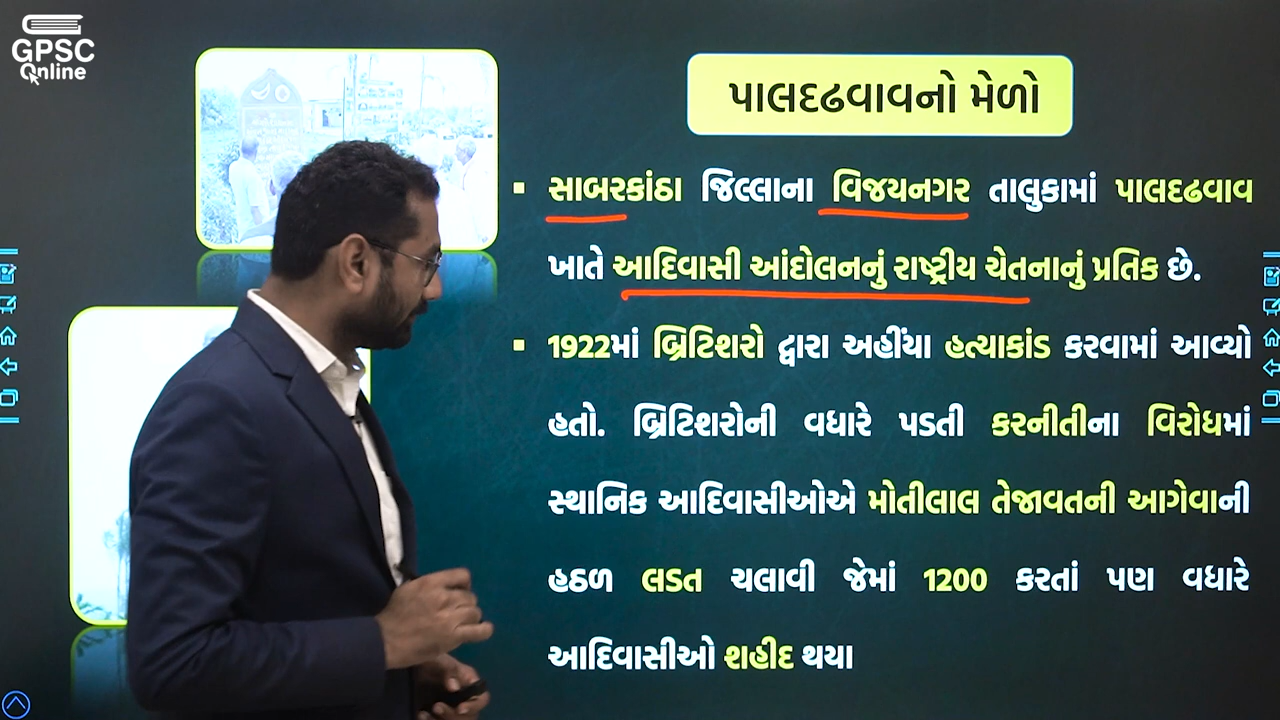 GPSC
Online
પાલદઢવાવનો મેળો
સાબરકાંઠા જિલ્લાના વિજયનગર તાલુકામાં પાલદઢવાવ
ખાતે આદિવાસી આંદોલનનું રાષ્ટ્રીય ચેતનાનું પ્રતિક છે.
1922માં બ્રિટિશરો દ્વારા અહીંયા હત્યાકાંડ કરવામાં આવ્યો
હતો. બ્રિટિશરોની વધારે પડતી કરનીતીના વિરોધમાં
સ્થાનિક આદિવાસીઓએ મોતીલાલ તેજાવતની આગેવાની
હઠળ લડત ચલાવી જેમાં 1200 કરતાં પણ વધારે
આદિવાસીઓ શહીદ થયા